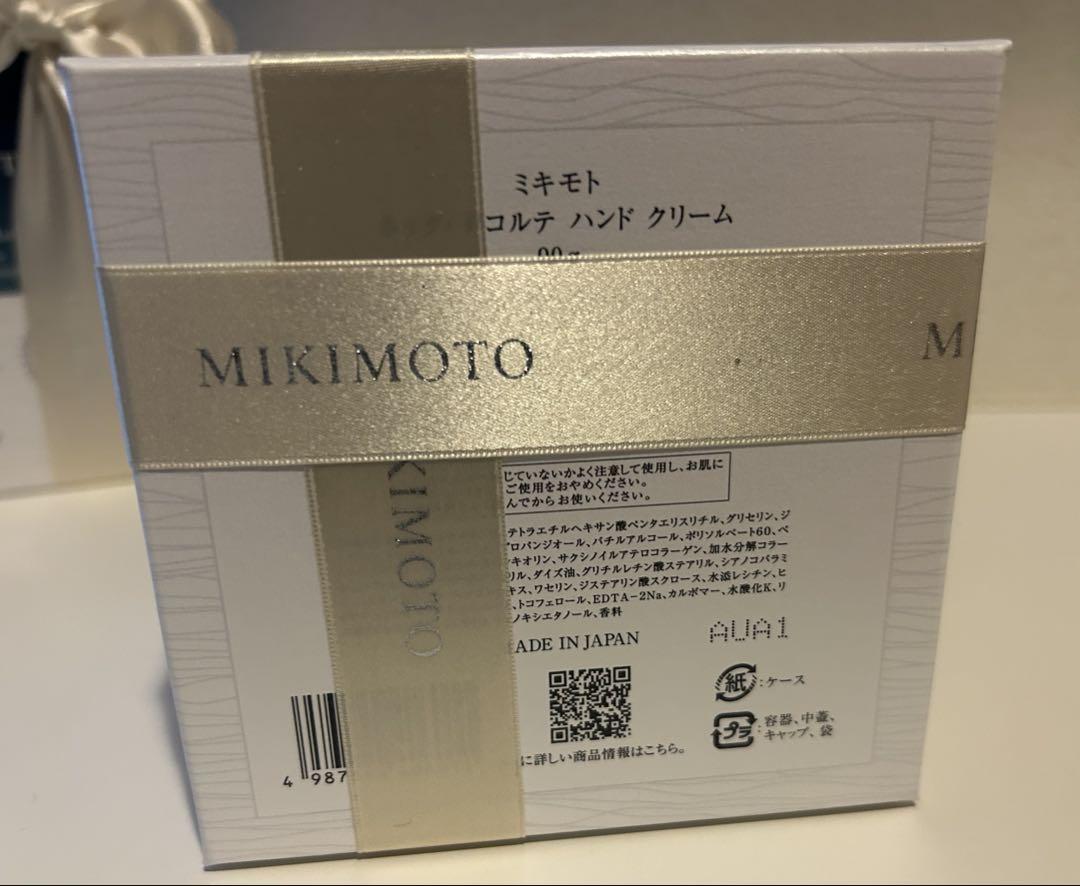 ミキモト
コルテ ハンド クリーム
90g
MIKIMOTO
M
KIMOTO
じていないかよく注意して使用し、お肌に
ご使用をおやめください。
んでからお使いください。
テトラエチルヘキサン酸ペンタエリスリチル、グリセリン、ジ
プロパンジオール、バチルアルコール、ポリソルベート60、ベ
キオリン、サクシノイルアテロコラーゲン、加水分解コラー
リル、ダイズ油、グリチルレチン酸ステアリル、シアノコバラミ
キス、ワセリン、ジステアリン酸スクロース、水添レシチン、ヒ
、トコフェロール、EDTA-2Na、カルボマー、水酸化K、リ
ノキシエタノール、香料
ADE IN JAPAN
AUA1
紙:ケース
プラ:容器、中蓋、
キャップ、袋
に詳しい商品情報はこちら。
4 987